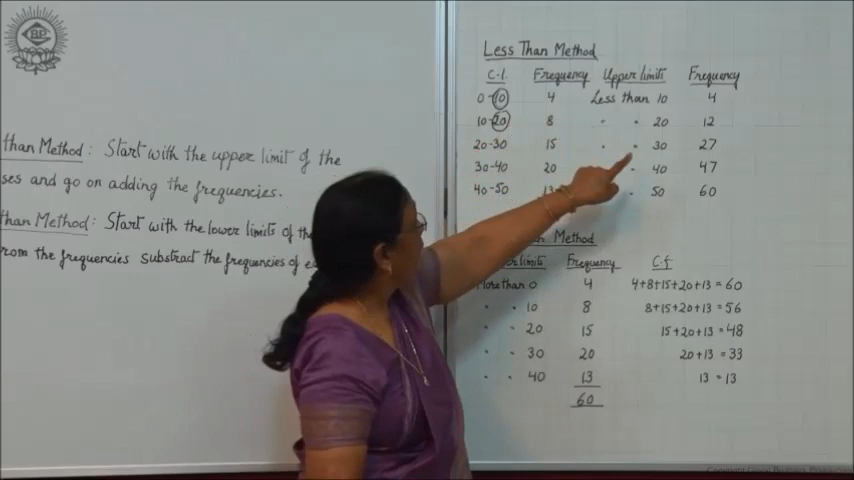 than Method : Start with the upper limit of the
ses and go on adding the frequencies.
than Method : Start with the lower limits of the
rom the frequencies substract the frequencies of e
Less Than Method
C.I. Frequency Upper limits Frequency
0-10 4 Less than 10 4
10-20 8 " " 20 12
20-30 15 " " 30 27
30-40 20 " 40 47
40-50 13 " 50 60
Method
limits Frequency C.f
More than 0 4 4+8+15+20+13=60
" " 10 8 8+15+20+13=56
" " 20 15 15+20+13=48
" " 30 20 20+13=33
" " 40 13 13=13
60